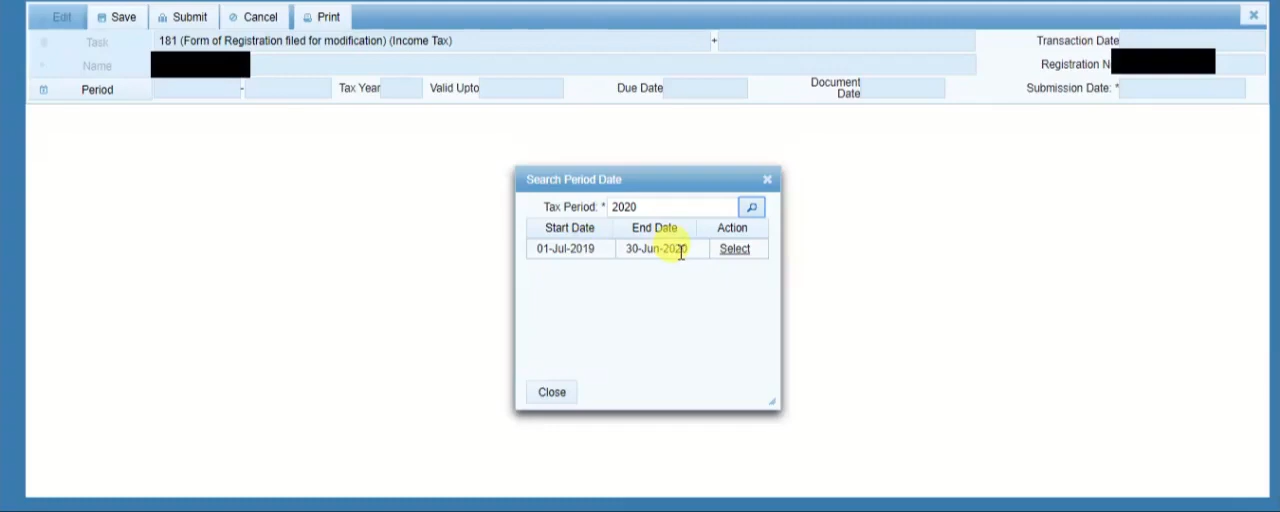 Edit Save Submit Cancel Print
Task 181 (Form of Registration filed for modification) (Income Tax) + Transaction Date
Name Registration N
Period - Tax Year Valid Upto Due Date Document Date Submission Date: *
Search Period Date
Tax Period: * 2020
Start Date End Date Action
01-Jul-2019 30-Jun-2020 Select
Close